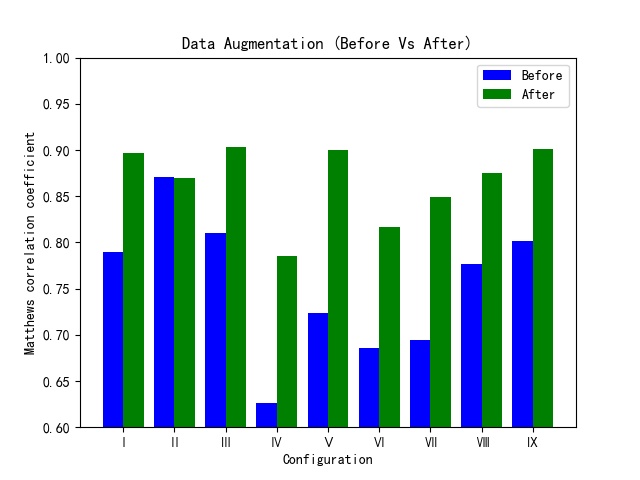 Data Augmentation (Before Vs After)
1.00
0.95
0.90
0.85
0.80
0.75
0.70
0.65
0.60
Matthews correlation coefficient
Before
After
I II III IV V VI VII VIII IX
Configuration